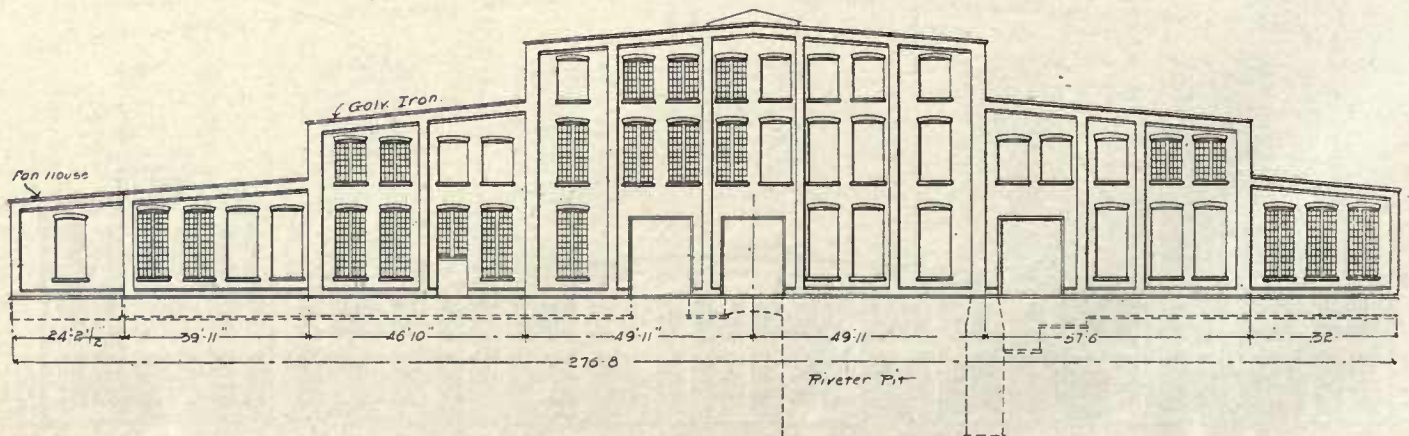 Galv. Iron.
Fan House
24'-2½"
39'-11"
46'10"
49'-11"
49'-11
57'6
32'
276-8
Riveter Pit